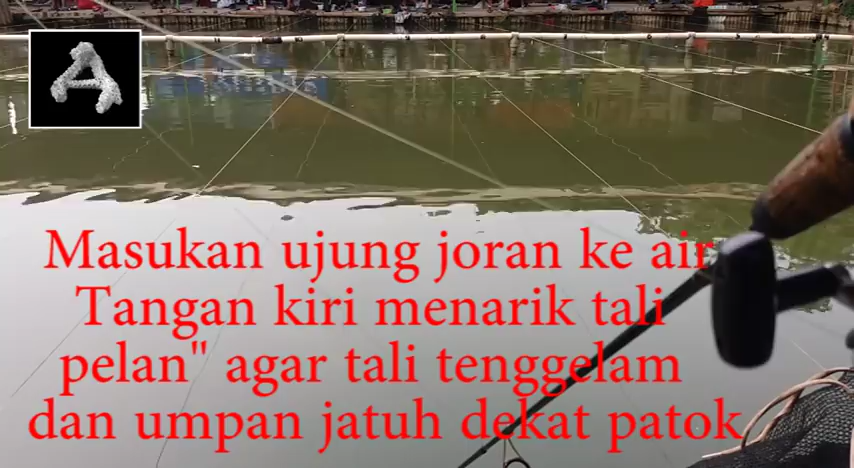 A
Masukan ujung joran ke air
Tangan kiri menarik tali
pelan" agar tali tenggelam
dan umpan jatuh dekat patok